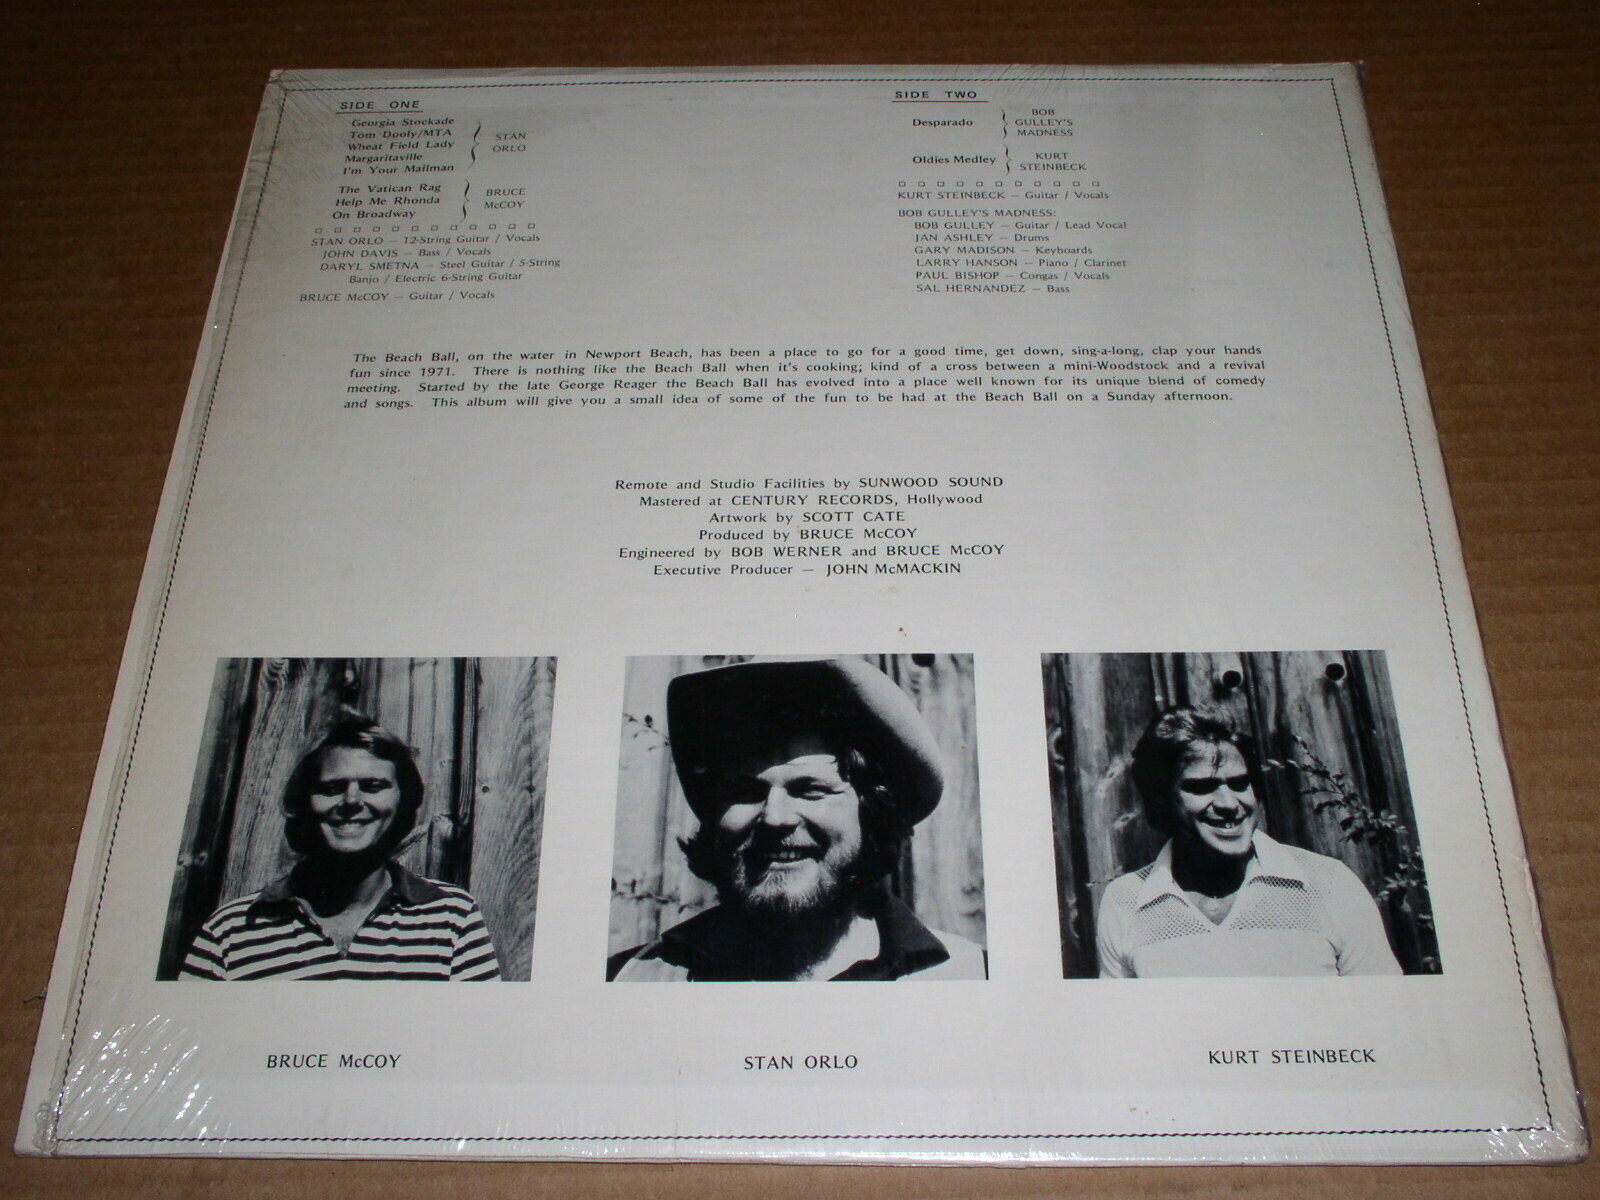 SIDE ONE
Georgia Stockade
Tom Dooly/MTA
Wheat Field Lady
Margaritaville
I'm Your Mailman
STAN
ORLO
The Vatican Rag
Help Me Rhonda
On Broadway
BRUCE
McCOY
STAN ORLO — 12-String Guitar / Vocals
JOHN DAVIS — Bass / Vocals
DARYL SMETNA — Steel Guitar / 5-String
Banjo / Electric 6-String Guitar
BRUCE McCOY — Guitar / Vocals
SIDE TWO
Desparado
BOB
GULLEY'S
MADNESS
Oldies Medley
KURT
STEINBECK
KURT STEINBECK — Guitar / Vocals
BOB GULLEY'S MADNESS:
BOB GULLEY — Guitar / Lead Vocal
JAN ASHLEY — Drums
GARY MADISON — Keyboards
LARRY HANSON — Piano / Clarinet
PAUL BISHOP — Congas / Vocals
SAL HERNANDEZ — Bass
The Beach Ball, on the water in Newport Beach, has been a place to go for a good time, get down, sing-a-long, clap your hands
fun since 1971. There is nothing like the Beach Ball when it's cooking; kind of a cross between a mini-Woodstock and a revival
meeting. Started by the late George Reager the Beach Ball has evolved into a place well known for its unique blend of comedy
and songs. This album will give you a small idea of some of the fun to be had at the Beach Ball on a Sunday afternoon.
Remote and Studio Facilities by SUNWOOD SOUND
Mastered at CENTURY RECORDS, Hollywood
Artwork by SCOTT CATE
Produced by BRUCE McCOY
Engineered by BOB WERNER and BRUCE McCOY
Executive Producer — JOHN McMACKIN
BRUCE McCOY
STAN ORLO
KURT STEINBECK